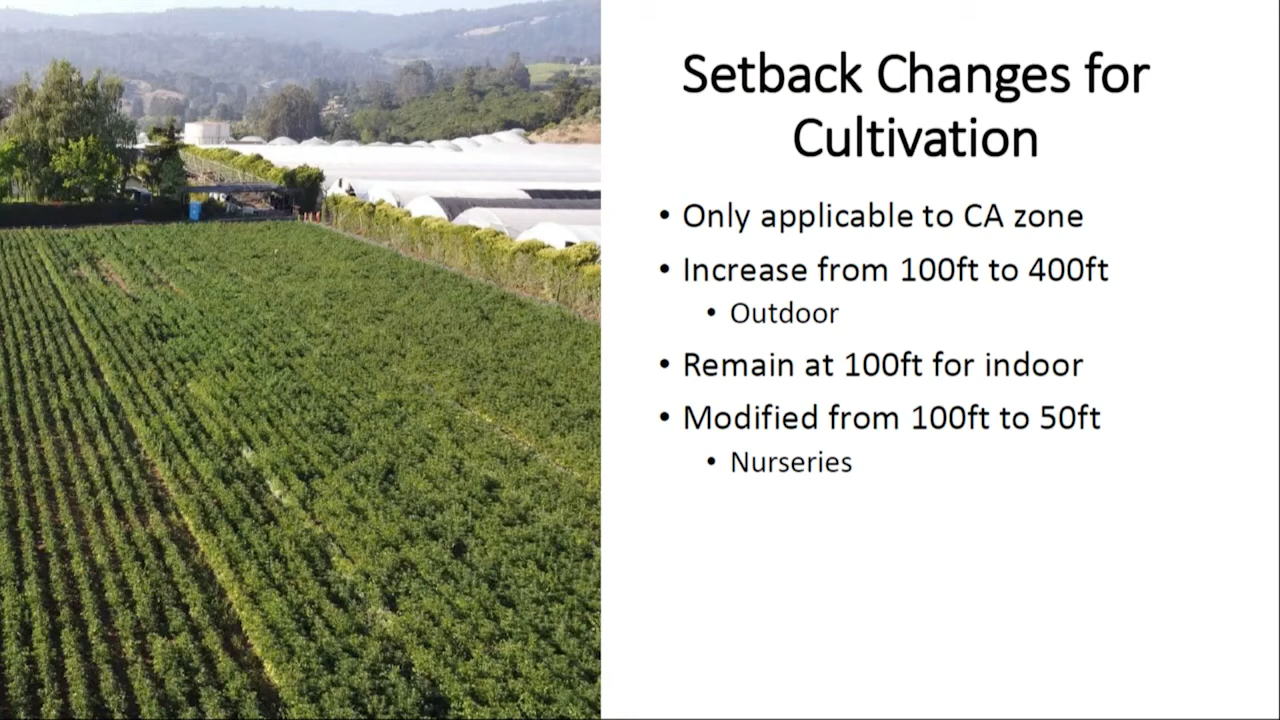 Setback Changes for
Cultivation
• Only applicable to CA zone
• Increase from 100ft to 400ft
• Outdoor
• Remain at 100ft for indoor
• Modified from 100ft to 50ft
• Nurseries